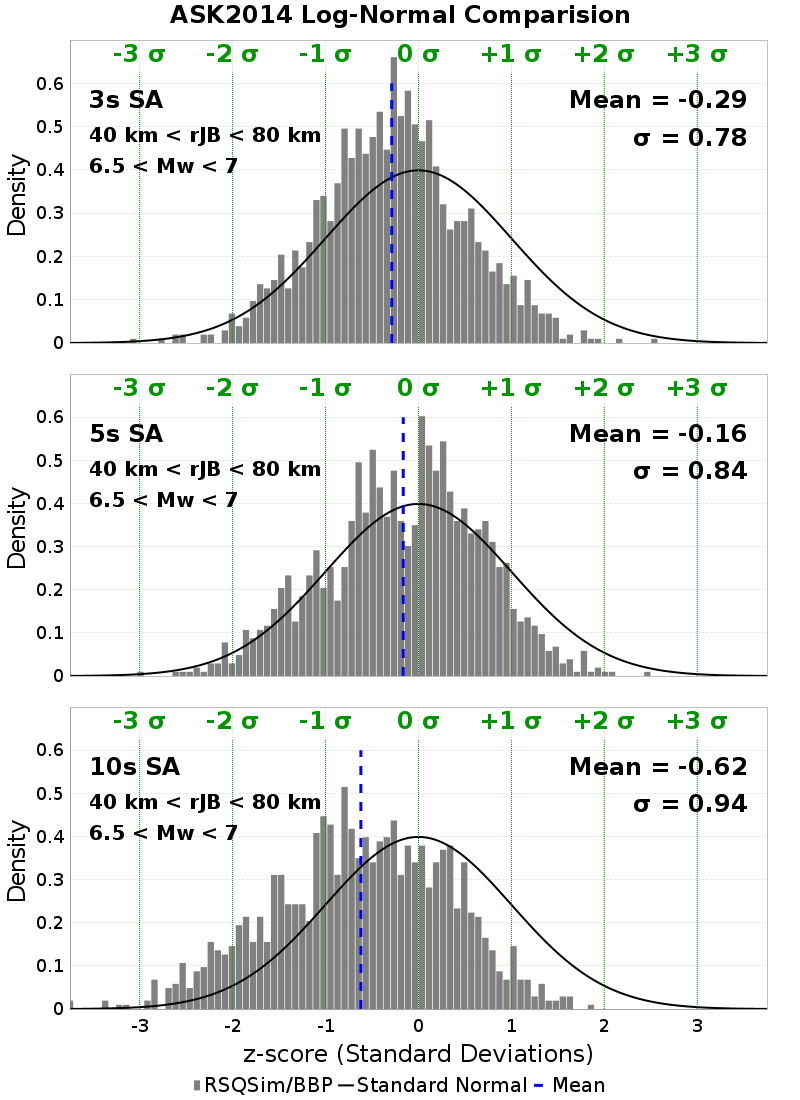 ASK2014 Log-Normal Comparision
-3 σ -2 σ -1 σ 0 σ +1 σ +2 σ +3 σ
3s SA
Mean = -0.29
40 km < rJB < 80 km
σ = 0.78
6.5 < Mw < 7
0.6
0.5
0.4
0.3
0.2
0.1
0
Density
-3 σ -2 σ -1 σ 0 σ +1 σ +2 σ +3 σ
5s SA
Mean = -0.16
40 km < rJB < 80 km
σ = 0.84
6.5 < Mw < 7
0.6
0.5
0.4
0.3
0.2
0.1
0
Density
-3 σ -2 σ -1 σ 0 σ +1 σ +2 σ +3 σ
10s SA
Mean = -0.62
40 km < rJB < 80 km
σ = 0.94
6.5 < Mw < 7
0.6
0.5
0.4
0.3
0.2
0.1
0
Density
-3 -2 -1 0 1 2 3
z-score (Standard Deviations)
RSQSim/BBP Standard Normal Mean